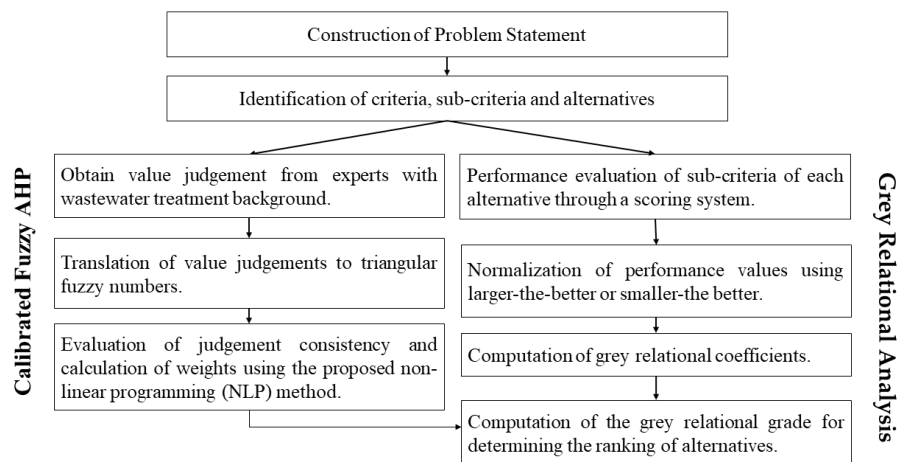 Construction of Problem Statement
Identification of criteria, sub-criteria and alternatives
Calibrated Fuzzy AHP
Obtain value judgement from experts with
wastewater treatment background.
Translation of value judgements to triangular
fuzzy numbers.
Evaluation of judgement consistency and
calculation of weights using the proposed non-
linear programming (NLP) method.
Performance evaluation of sub-criteria of each
alternative through a scoring system.
Normalization of performance values using
larger-the-better or smaller-the better.
Computation of grey relational coefficients.
Computation of the grey relational grade for
determining the ranking of alternatives.
Grey Relational Analysis